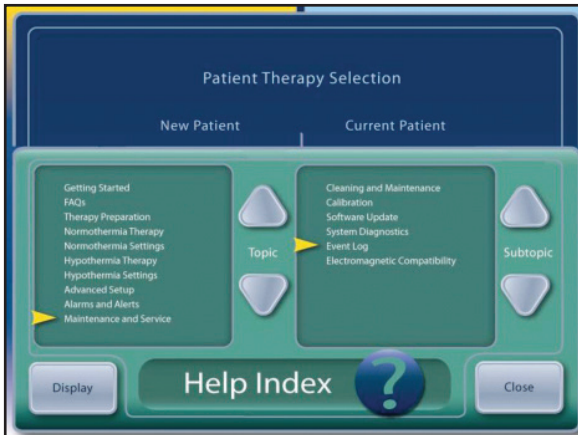 Patient Therapy Selection
New Patient
Current Patient
Getting Started
FAQs
Therapy Preparation
Normothermia Therapy
Normothermia Settings
Hypothermia Therapy
Hypothermia Settings
Advanced Setup
Alarms and Alerts
Maintenance and Service
Topic
Cleaning and Maintenance
Calibration
Software Update
System Diagnostics
Event Log
Electromagnetic Compatibility
Subtopic
Display
Help Index
?
Close